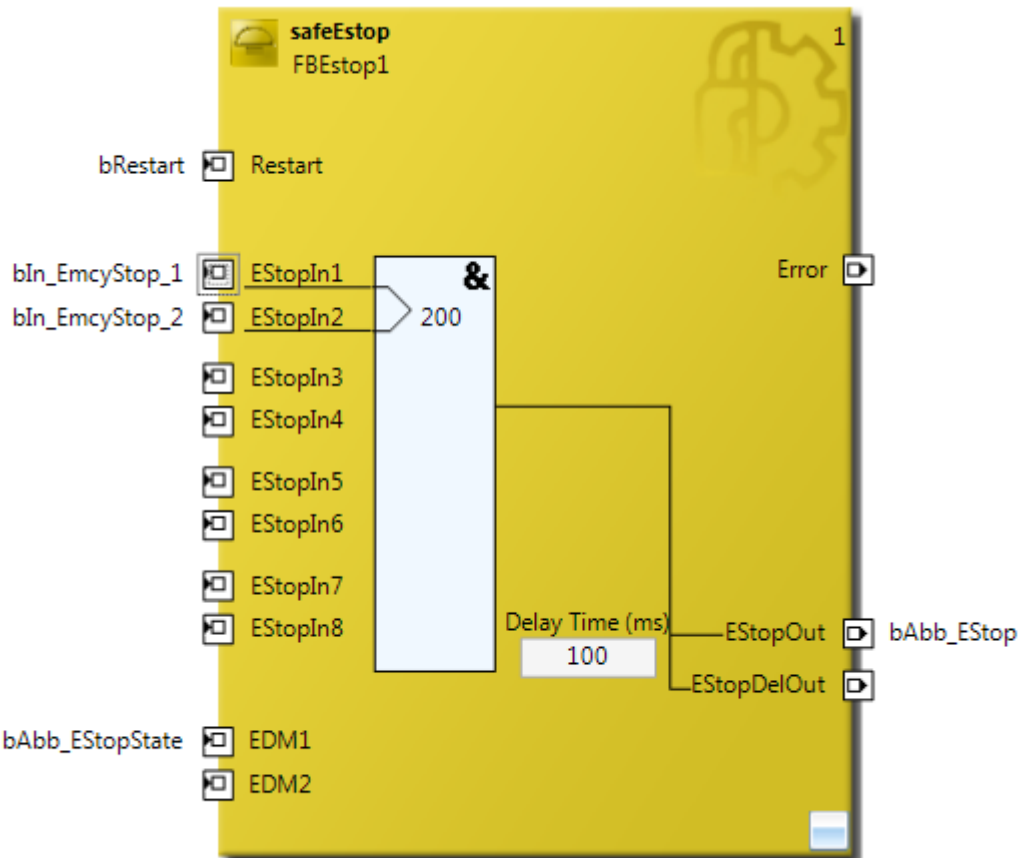 safeEstop
FBEstop1
1
bRestart Restart
bIn_EmcyStop_1 EStopIn1 & Error
bIn_EmcyStop_2 EStopIn2 200
EStopIn3
EStopIn4
EStopIn5
EStopIn6
EStopIn7
EStopIn8 Delay Time (ms) EStopOut bAbb_EStop
100
EStopDelOut
bAbb_EStopState EDM1
EDM2